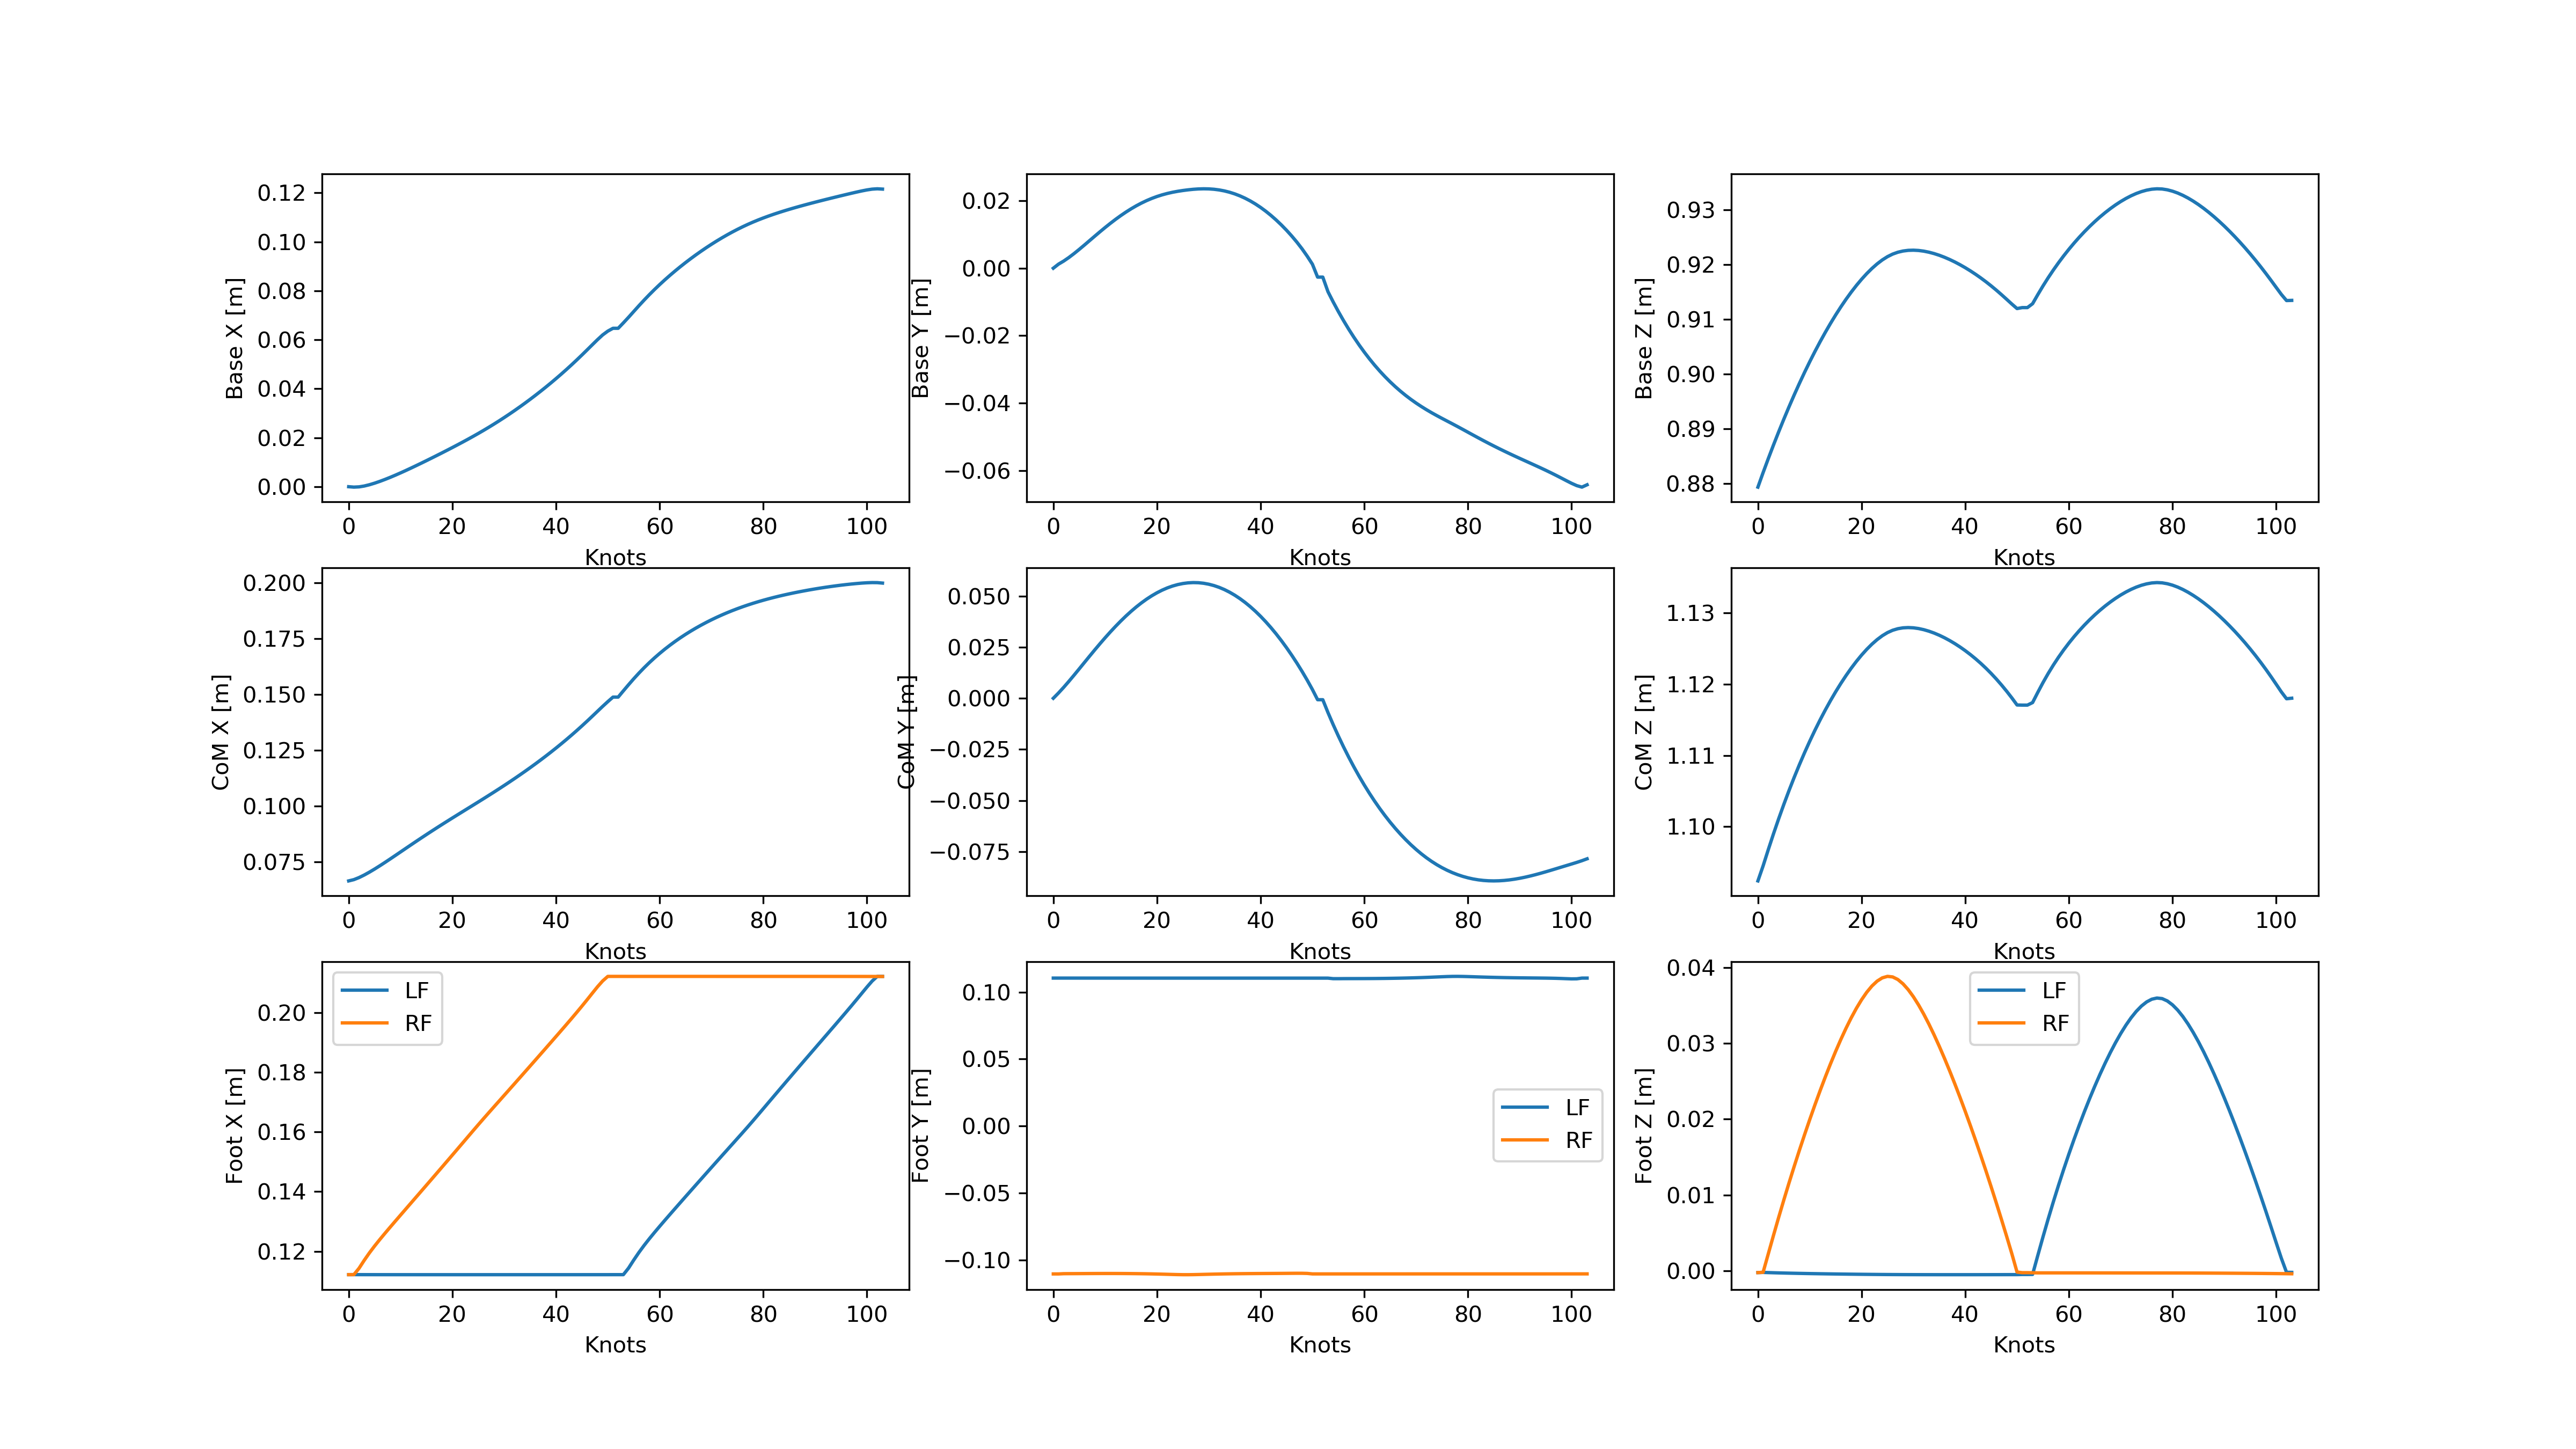 Base X [m]
0.12
0.10
0.08
0.06
0.04
0.02
0.00
0 20 40 60 80 100
Knots
Base Y [m]
0.02
0.00
−0.02
−0.04
−0.06
0 20 40 60 80 100
Knots
Base Z [m]
0.93
0.92
0.91
0.90
0.89
0.88
0 20 40 60 80 100
Knots
CoM X [m]
0.200
0.175
0.150
0.125
0.100
0.075
0 20 40 60 80 100
Knots
CoM Y [m]
0.050
0.025
0.000
−0.025
−0.050
−0.075
0 20 40 60 80 100
Knots
CoM Z [m]
1.13
1.12
1.11
1.10
0 20 40 60 80 100
Knots
Foot X [m]
0.20
0.18
0.16
0.14
0.12
LF
RF
0 20 40 60 80 100
Knots
Foot Y [m]
0.10
0.05
0.00
−0.05
−0.10
LF
RF
0 20 40 60 80 100
Knots
Foot Z [m]
0.04
0.03
0.02
0.01
0.00
LF
RF
0 20 40 60 80 100
Knots